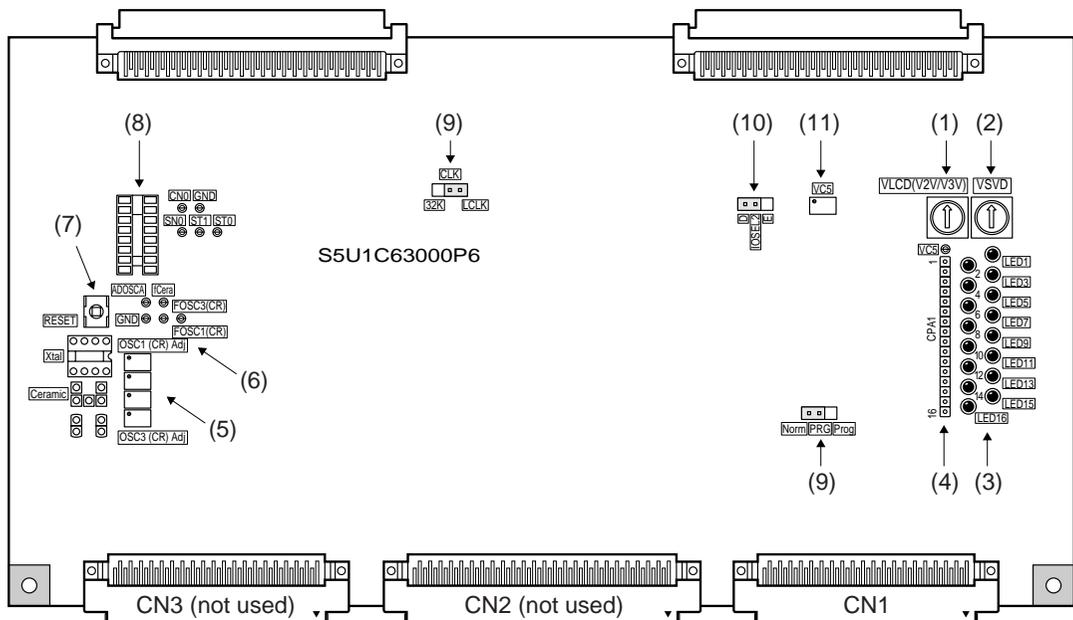 (8)
(9)
(10)
(11)
(1)
(2)
CLK
VC5
VLCD(V2V/V3V)
VSVD
CN0 GND
32K
LCLK
D
IOSEL2
E
SN0 ST1 ST0
(7)
S5U1C63000P6
VC5
LED1
1
2
LED3
ADOSCA
fCera
4
LED5
FOSC3(CR)
RESET
GND
6
LED7
CPA1
FOSC1(CR)
8
LED9
OSC1 (CR) Adj
Xtal
10
LED11
(6)
12
LED13
Ceramic
14
LED15
(5)
16
LED16
Norm PRG Prog
OSC3 (CR) Adj
(9)
(4)
(3)
CN3 (not used)
CN2 (not used)
CN1